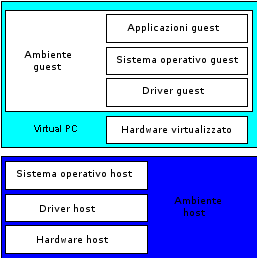 Applicazioni guest
Ambiente
guest
Sistema operativo guest
Driver guest
Virtual PC
Hardware virtualizzato
Sistema operativo host
Ambiente
host
Driver host
Hardware host